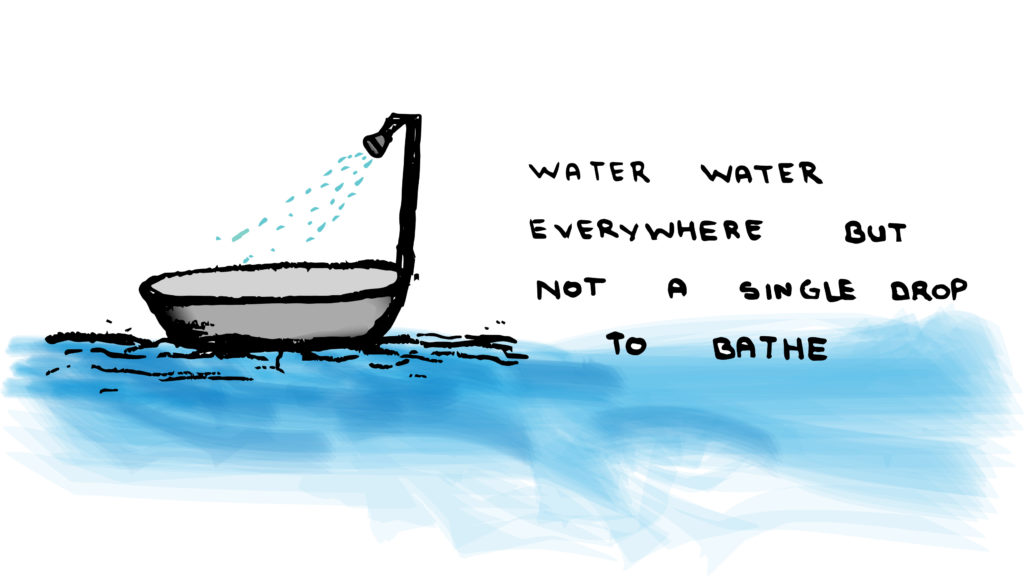 WATER WATER
EVERYWHERE BUT
NOT A SINGLE DROP
TO BATHE